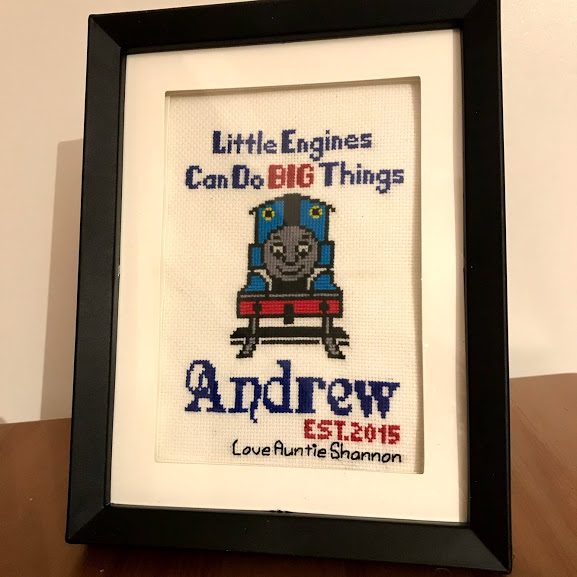 Little Engines
Can Do BIG Things
Andrew
EST.2015
Love Auntie Shannon